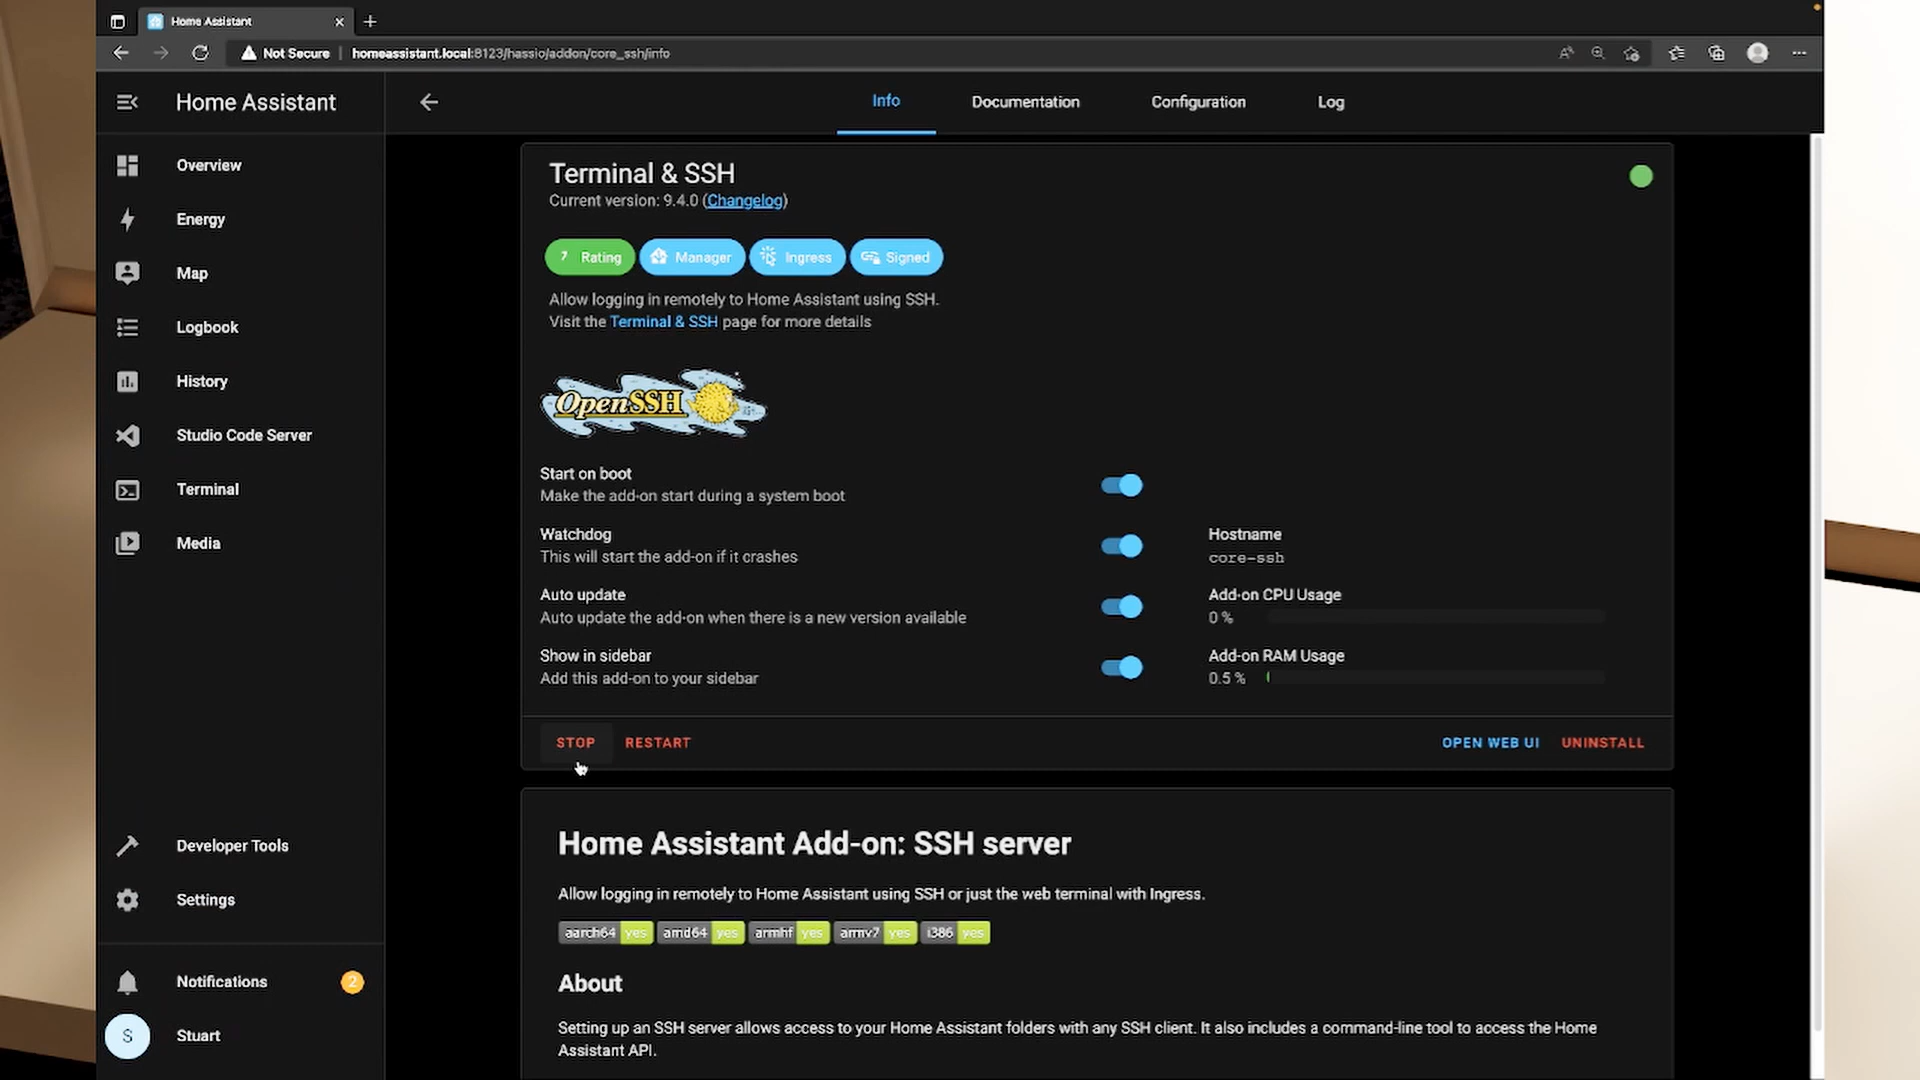 Home Assistant
Not Secure
homeassistant.local:8123/hassio/addon/core_ssh/info
Home Assistant
Info
Documentation
Configuration
Log
Overview
Energy
Map
Logbook
History
Studio Code Server
Terminal
Media
Developer Tools
Settings
Notifications
2
S
Stuart
Terminal & SSH
Current version: 9.4.0 (Changelog)
7 Rating
Manager
Ingress
Signed
Allow logging in remotely to Home Assistant using SSH.
Visit the Terminal & SSH page for more details
OpenSSH
Start on boot
Make the add-on start during a system boot
Watchdog
This will start the add-on if it crashes
Hostname
core-ssh
Auto update
Auto update the add-on when there is a new version available
Add-on CPU Usage
0 %
Show in sidebar
Add this add-on to your sidebar
Add-on RAM Usage
0.5 %
STOP
RESTART
OPEN WEB UI
UNINSTALL
Home Assistant Add-on: SSH server
Allow logging in remotely to Home Assistant using SSH or just the web terminal with Ingress.
aarch64 yes
amd64 yes
armhf yes
armv7 yes
i386 yes
About
Setting up an SSH server allows access to your Home Assistant folders with any SSH client. It also includes a command-line tool to access the Home
Assistant API.